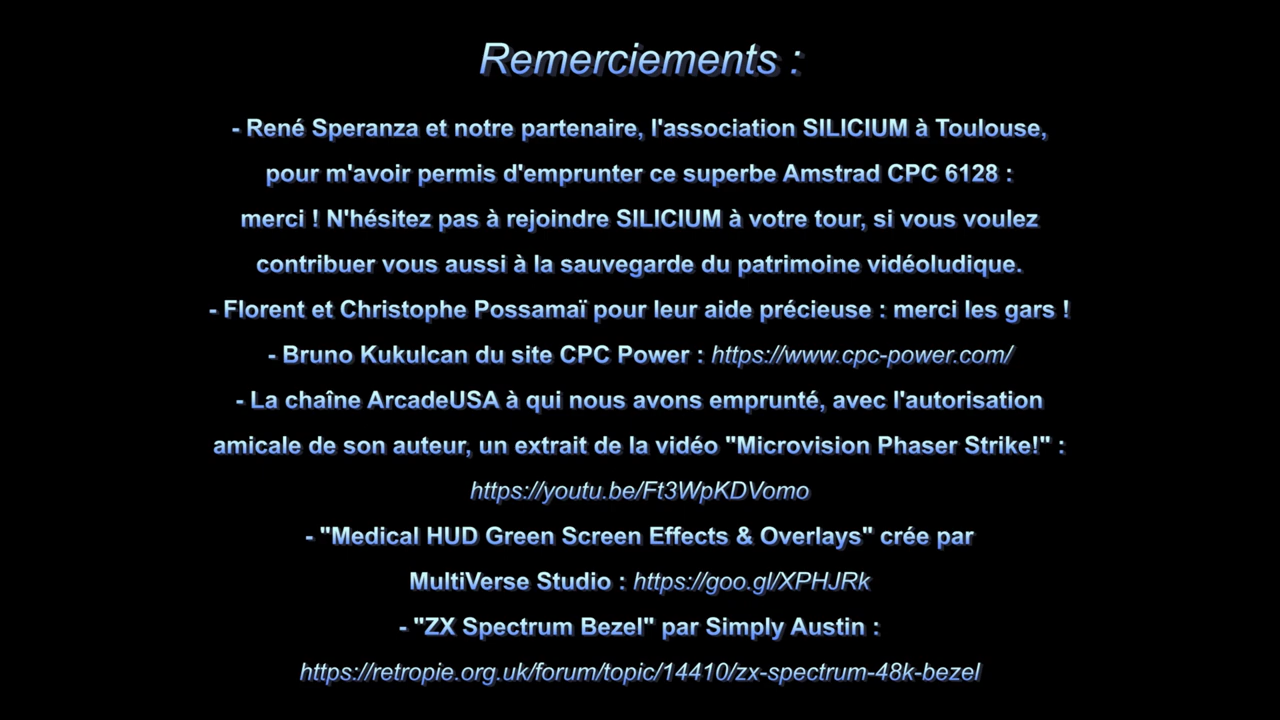 Remerciements :
- René Speranza et notre partenaire, l'association SILICIUM à Toulouse,
pour m'avoir permis d'emprunter ce superbe Amstrad CPC 6128 :
merci ! N'hésitez pas à rejoindre SILICIUM à votre tour, si vous voulez
contribuer vous aussi à la sauvegarde du patrimoine vidéoludique.
- Florent et Christophe Possamaï pour leur aide précieuse : merci les gars !
- Bruno Kukulcan du site CPC Power : https://www.cpc-power.com/
- La chaîne ArcadeUSA à qui nous avons emprunté, avec l'autorisation
amicale de son auteur, un extrait de la vidéo "Microvision Phaser Strike!" :
https://youtu.be/Ft3WpKDVomo
- "Medical HUD Green Screen Effects & Overlays" crée par
MultiVerse Studio : https://goo.gl/XPHJRk
- "ZX Spectrum Bezel" par Simply Austin :
https://retropie.org.uk/forum/topic/14410/zx-spectrum-48k-bezel